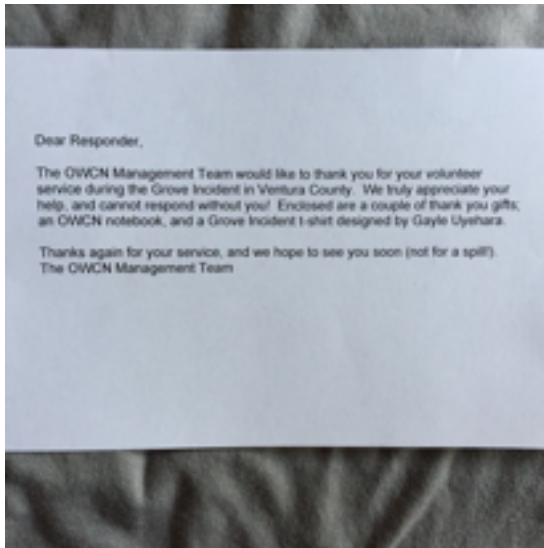 Dear Responder,
The OWCN Management Team would like to thank you for your volunteer
service during the Grove Incident in Ventura County. We truly appreciate your
help, and cannot respond without you! Enclosed are a couple of thank you gifts;
an OWCN notebook, and a Grove Incident t-shirt designed by Gayle Uyehara.
Thanks again for your service, and we hope to see you soon (not for a spill!).
The OWCN Management Team